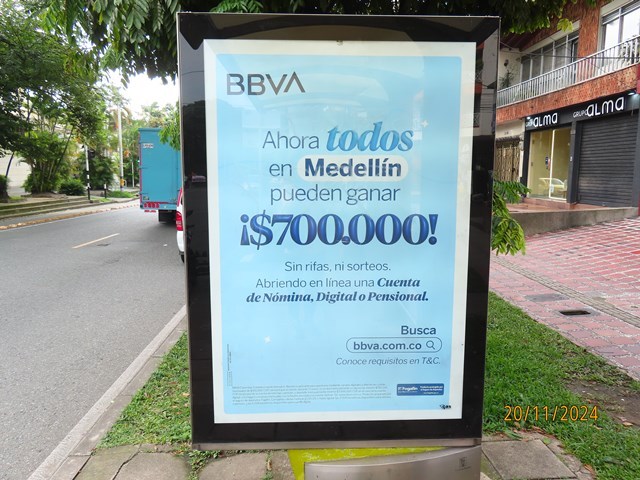 BBVA
Ahora todos
en Medellín
pueden ganar
¡$700.000!
Sin rifas, ni sorteos.
Abriendo en línea una Cuenta
de Nómina, Digital o Pensional.
Busca
bbva.com.co
Conoce requisitos en T&C.
GRUPO ALMA
GRUPO ALMA
20/11/2024